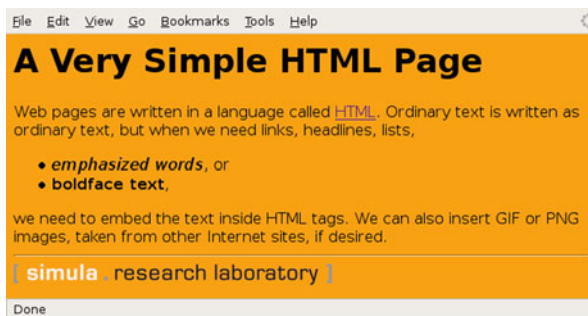 File Edit View Go Bookmarks Tools Help
A Very Simple HTML Page
Web pages are written in a language called HTML. Ordinary text is written as
ordinary text, but when we need links, headlines, lists,
• emphasized words, or
• boldface text,
we need to embed the text inside HTML tags. We can also insert GIF or PNG
images, taken from other Internet sites, if desired.
[ simula . research laboratory ]
Done